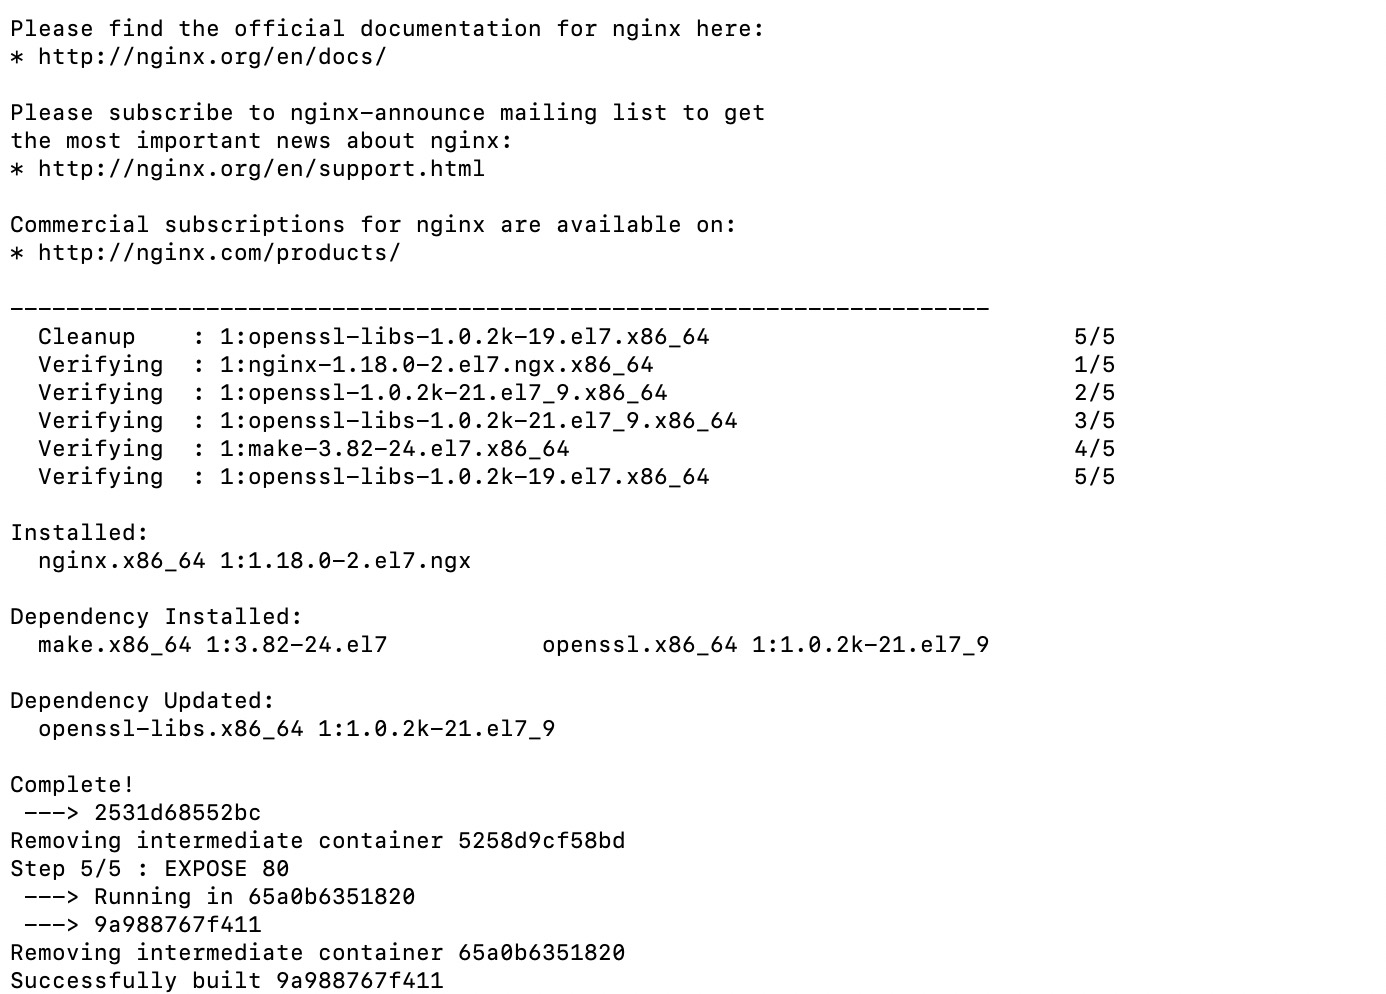 Please find the official documentation for nginx here:
* http://nginx.org/en/docs/

Please subscribe to nginx-announce mailing list to get
the most important news about nginx:
* http://nginx.org/en/support.html

Commercial subscriptions for nginx are available on:
* http://nginx.com/products/

----------------------------------------------------------------------
  Cleanup    : 1:openssl-libs-1.0.2k-19.el7.x86_64                          5/5
  Verifying  : 1:nginx-1.18.0-2.el7.ngx.x86_64                              1/5
  Verifying  : 1:openssl-1.0.2k-21.el7_9.x86_64                             2/5
  Verifying  : 1:openssl-libs-1.0.2k-21.el7_9.x86_64                        3/5
  Verifying  : 1:make-3.82-24.el7.x86_64                                    4/5
  Verifying  : 1:openssl-libs-1.0.2k-19.el7.x86_64                          5/5

Installed:
  nginx.x86_64 1:1.18.0-2.el7.ngx

Dependency Installed:
  make.x86_64 1:3.82-24.el7           openssl.x86_64 1:1.0.2k-21.el7_9

Dependency Updated:
  openssl-libs.x86_64 1:1.0.2k-21.el7_9

Complete!
 ---> 2531d68552bc
Removing intermediate container 5258d9cf58bd
Step 5/5 : EXPOSE 80
 ---> Running in 65a0b6351820
 ---> 9a988767f411
Removing intermediate container 65a0b6351820
Successfully built 9a988767f411